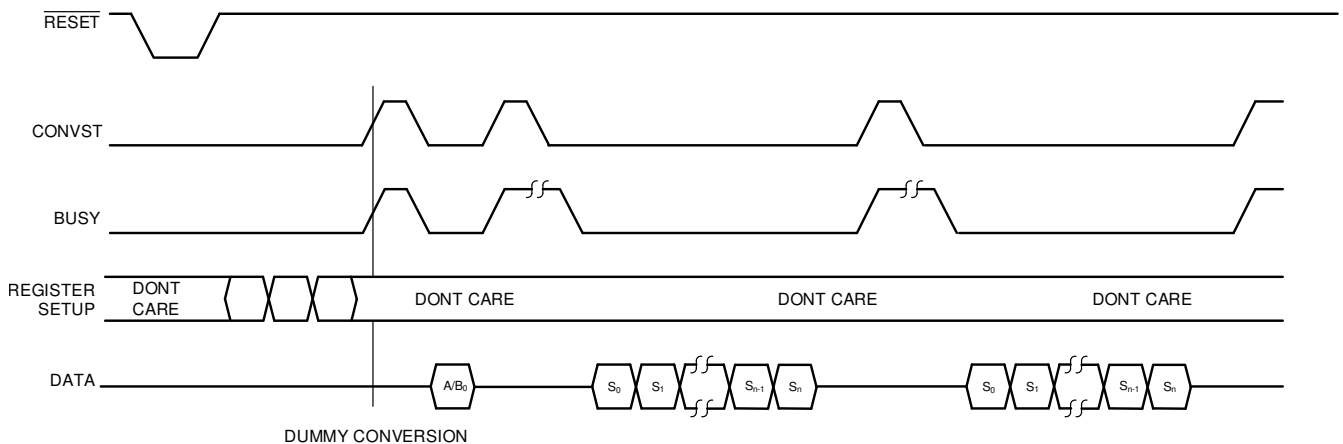 RESET
CONVST
BUSY
REGISTER
SETUP
DONT
CARE
DONT CARE
DONT CARE
DONT CARE
DATA
A/B₀
S₀
S₁
Sₙ₋₁
Sₙ
S₀
S₁
Sₙ₋₁
Sₙ
DUMMY CONVERSION